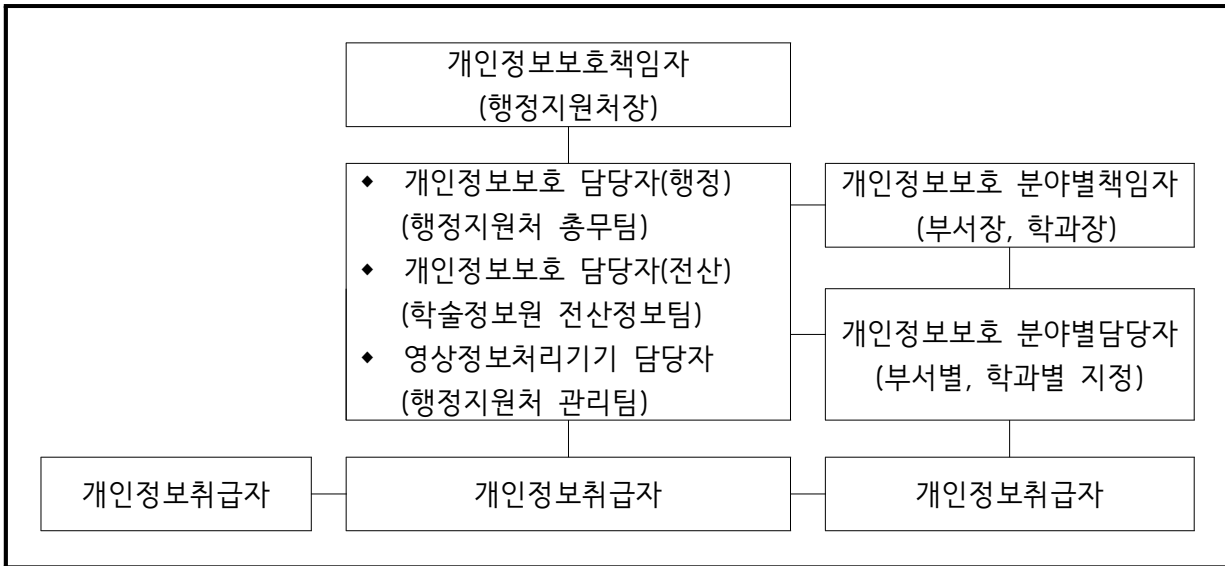 개인정보보호책임자
(행정지원처장)
◆ 개인정보보호 담당자(행정)
(행정지원처 총무팀)
◆ 개인정보보호 담당자(전산)
(학술정보원 전산정보팀)
◆ 영상정보처리기기 담당자
(행정지원처 관리팀)
개인정보보호 분야별책임자
(부서장, 학과장)
개인정보보호 분야별담당자
(부서별, 학과별 지정)
개인정보취급자
개인정보취급자
개인정보취급자